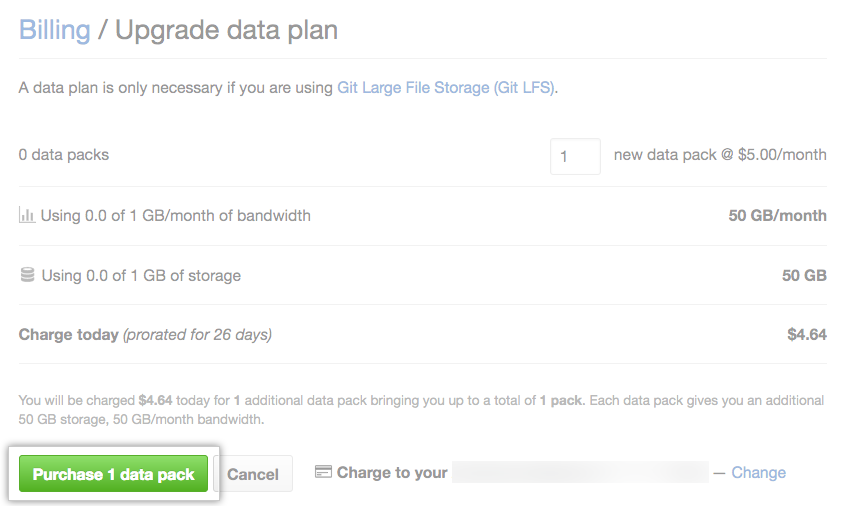 Billing / Upgrade data plan
A data plan is only necessary if you are using Git Large File Storage (Git LFS).
0 data packs 1 new data pack @ $5.00/month
Using 0.0 of 1 GB/month of bandwidth 50 GB/month
Using 0.0 of 1 GB of storage 50 GB
Charge today (prorated for 26 days) $4.64
You will be charged $4.64 today for 1 additional data pack bringing you up to a total of 1 pack. Each data pack gives you an additional
50 GB storage, 50 GB/month bandwidth.
Purchase 1 data pack Cancel Charge to your — Change